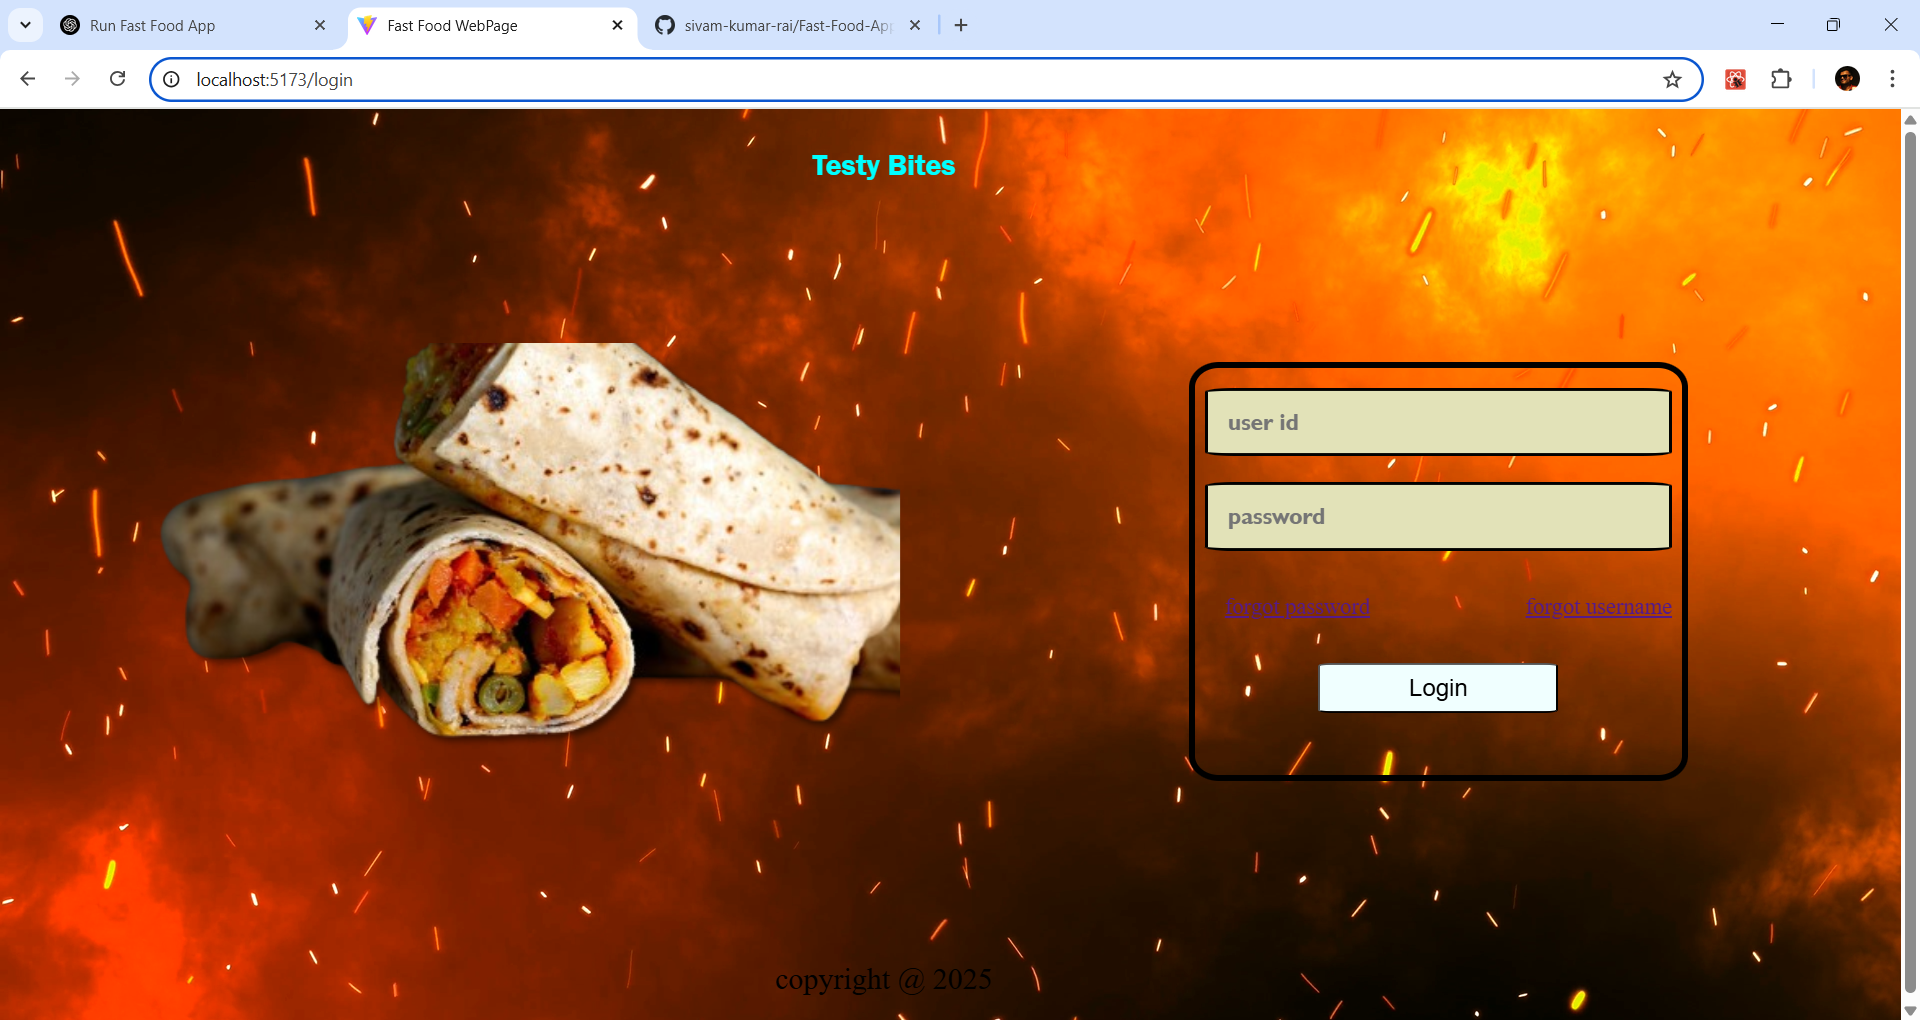 Run Fast Food App
Fast Food WebPage
sivam-kumar-rai/Fast-Food-App
localhost:5173/login
Testy Bites
user id
password
forgot password
forgot username
Login
copyright @ 2025